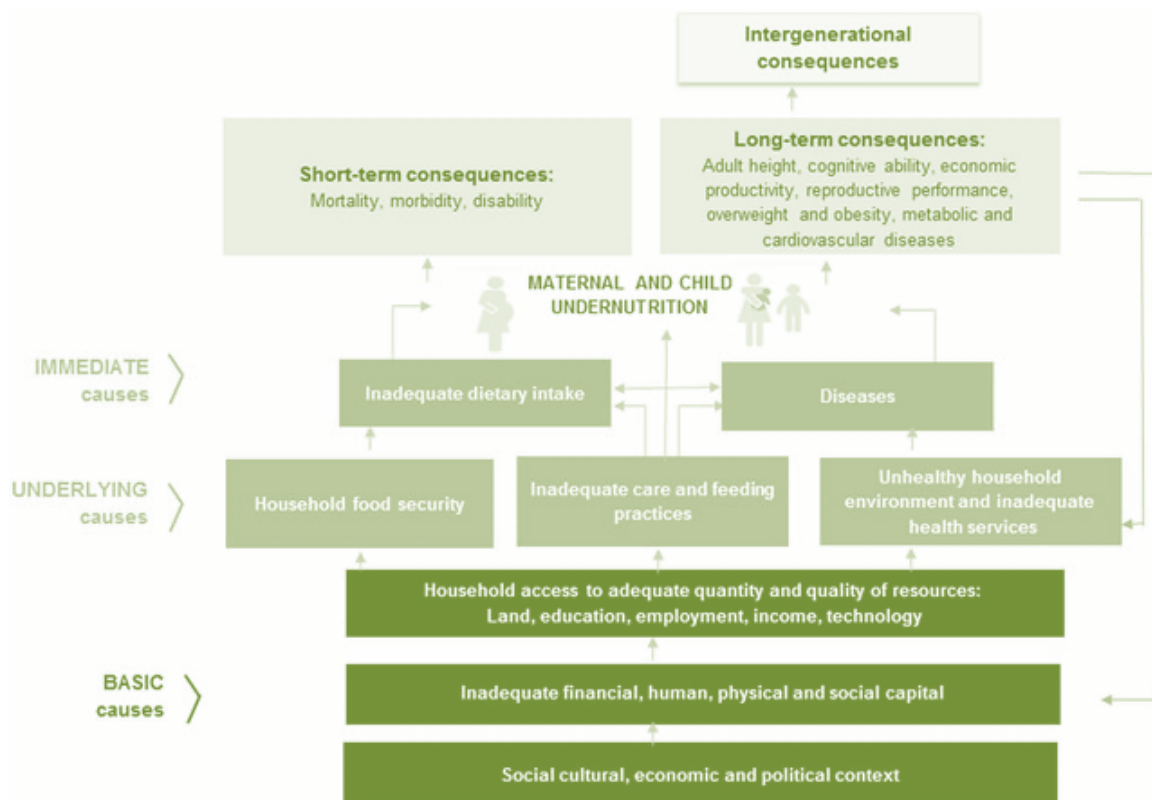 Intergenerational
consequences
Short-term consequences:
Mortality, morbidity, disability
Long-term consequences:
Adult height, cognitive ability, economic
productivity, reproductive performance,
overweight and obesity, metabolic and
cardiovascular diseases
MATERNAL AND CHILD
UNDERNUTRITION
IMMEDIATE
causes
Inadequate dietary intake
Diseases
UNDERLYING
causes
Household food security
Inadequate care and feeding
practices
Unhealthy household
environment and inadequate
health services
Household access to adequate quantity and quality of resources:
Land, education, employment, income, technology
BASIC
causes
Inadequate financial, human, physical and social capital
Social cultural, economic and political context